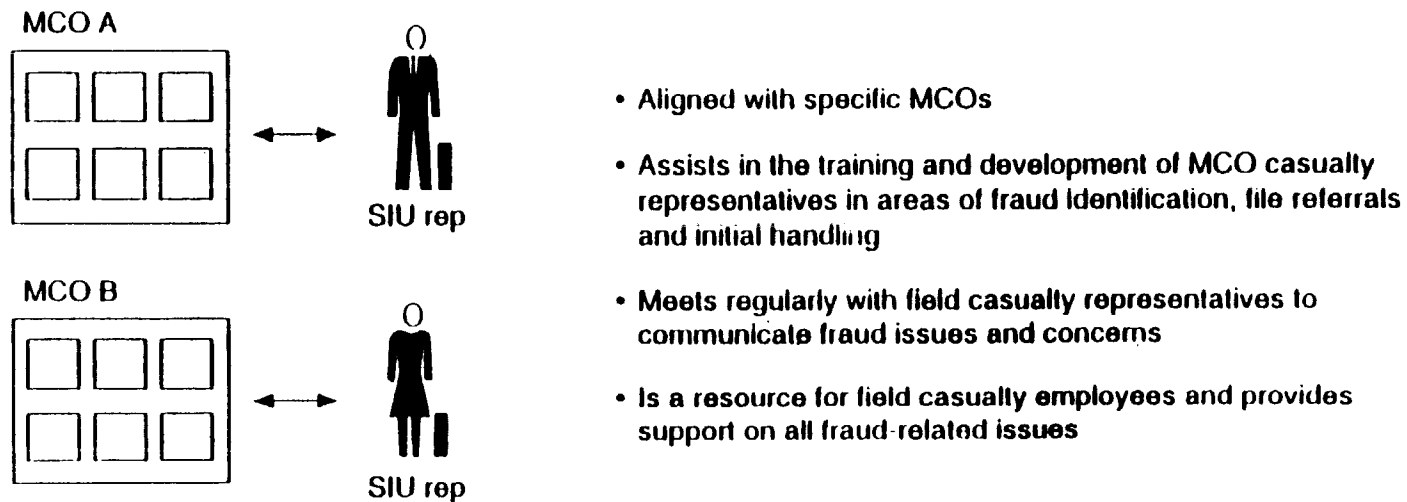 MCO A
SIU rep
MCO B
SIU rep
• Aligned with specific MCOs
• Assists in the training and development of MCO casualty
representatives in areas of fraud identification, file referrals
and initial handling
• Meets regularly with field casualty representatives to
communicate fraud issues and concerns
• Is a resource for field casualty employees and provides
support on all fraud-related issues